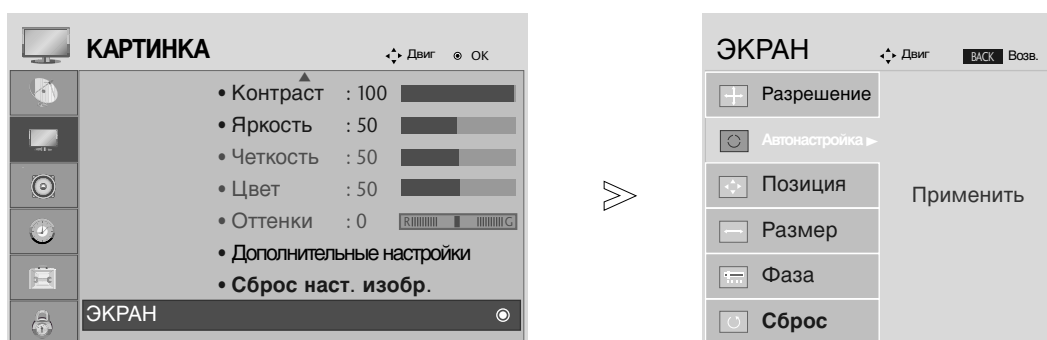 КАРТИНКА Двиг ОК
• Контраст : 100
• Яркость : 50
• Четкость : 50
• Цвет : 50
• Оттенки : 0 R G
• Дополнительные настройки
• Сброс наст. изобр.
ЭКРАН
ЭКРАН Двиг BACK Возв.
Разрешение
Автонастройка ►
Позиция
Размер
Фаза
Сброс
Применить